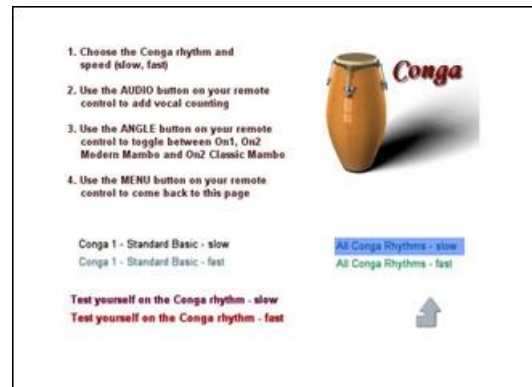 1. Choose the Conga rhythm and
speed (slow, fast)
2. Use the AUDIO button on your remote
control to add vocal counting
3. Use the ANGLE button on your remote
control to toggle between On1, On2
Modern Mambo and On2 Classic Mambo
4. Use the MENU button on your remote
control to come back to this page
Conga
Conga 1 - Standard Basic - slow
Conga 1 - Standard Basic - fast
All Conga Rhythms - slow
All Conga Rhythms - fast
Test yourself on the Conga rhythm - slow
Test yourself on the Conga rhythm - fast